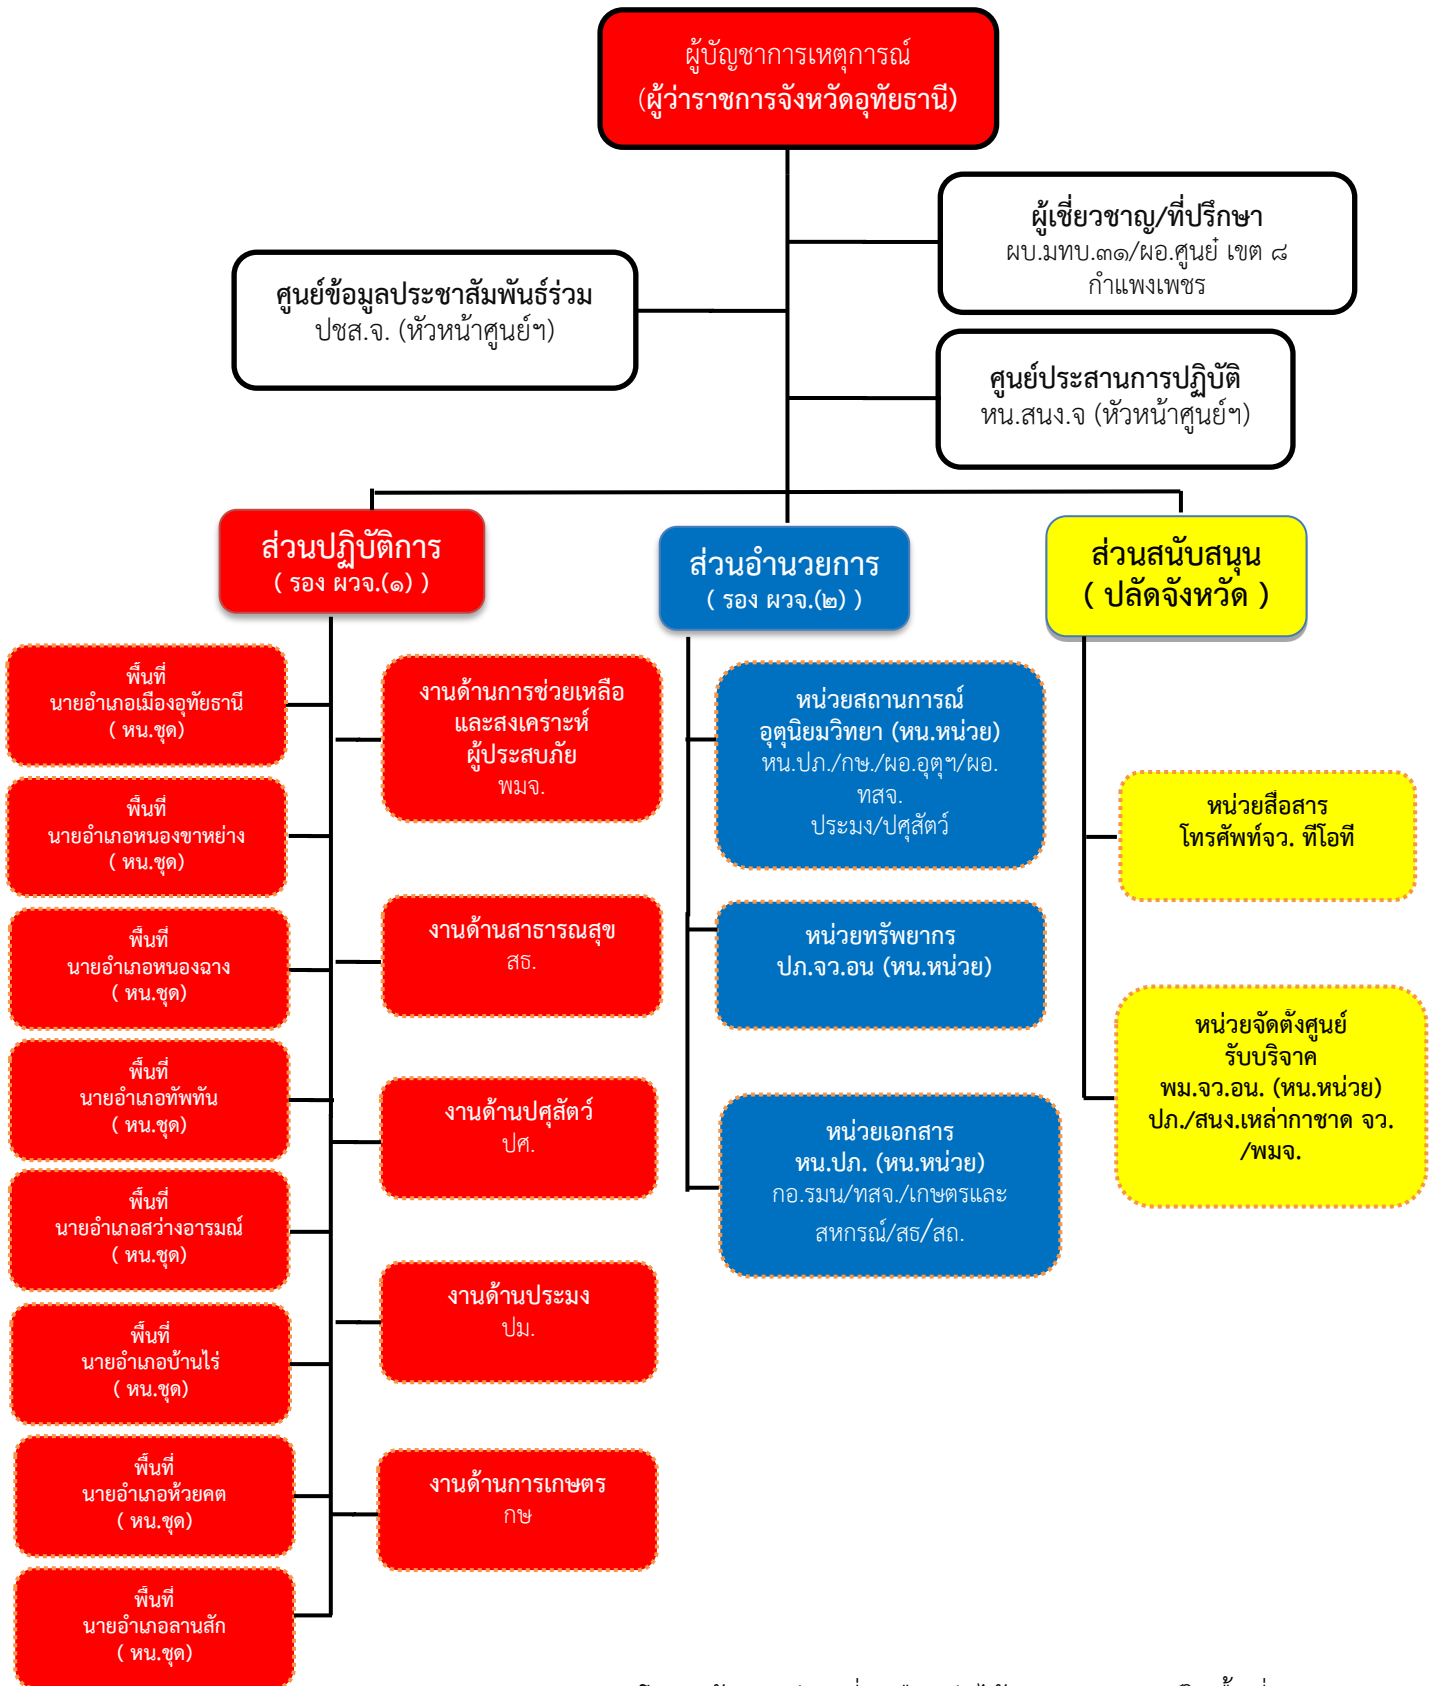 ผู้บัญชาการเหตุการณ์
(ผู้ว่าราชการจังหวัดอุทัยธานี)
ผู้เชี่ยวชาญ/ที่ปรึกษา
ผบ.มทบ.๓๑/ผอ.ศูนย์ เขต ๘
กำแพงเพชร
ศูนย์ข้อมูลประชาสัมพันธ์ร่วม
ปชส.จ. (หัวหน้าศูนย์ฯ)
ศูนย์ประสานการปฏิบัติ
หน.สนง.จ (หัวหน้าศูนย์ฯ)
ส่วนปฏิบัติการ
( รอง ผวจ.(๑) )
ส่วนอำนวยการ
( รอง ผวจ.(๒) )
ส่วนสนับสนุน
( ปลัดจังหวัด )
พื้นที่
นายอำเภอเมืองอุทัยธานี
( หน.ชุด)
พื้นที่
นายอำเภอหนองขาหย่าง
( หน.ชุด)
พื้นที่
นายอำเภอหนองฉาง
( หน.ชุด)
พื้นที่
นายอำเภอทัพทัน
( หน.ชุด)
พื้นที่
นายอำเภอสว่างอารมณ์
( หน.ชุด)
พื้นที่
นายอำเภอบ้านไร่
( หน.ชุด)
พื้นที่
นายอำเภอห้วยคต
( หน.ชุด)
พื้นที่
นายอำเภอลานสัก
( หน.ชุด)
งานด้านการช่วยเหลือ
และสงเคราะห์
ผู้ประสบภัย
พมจ.
งานด้านสาธารณสุข
สธ.
งานด้านปศุสัตว์
ปศ.
งานด้านประมง
ปม.
งานด้านการเกษตร
กษ
หน่วยสถานการณ์
อุตุนิยมวิทยา (หน.หน่วย)
หน.ปภ./กษ./ผอ.อุตุฯ/ผอ.
ทสจ.
ประมง/ปศุสัตว์
หน่วยทรัพยากร
ปภ.จว.อน (หน.หน่วย)
หน่วยเอกสาร
หน.ปภ. (หน.หน่วย)
กอ.รมน/ทสจ./เกษตรและ
สหกรณ์/สธ/สถ.
หน่วยสื่อสาร
โทรศัพท์จว. ทีโอที
หน่วยจัดตังศูนย์
รับบริจาค
พม.จว.อน. (หน.หน่วย)
ปภ./สนง.เหล่ากาชาด จว.
/พมจ.